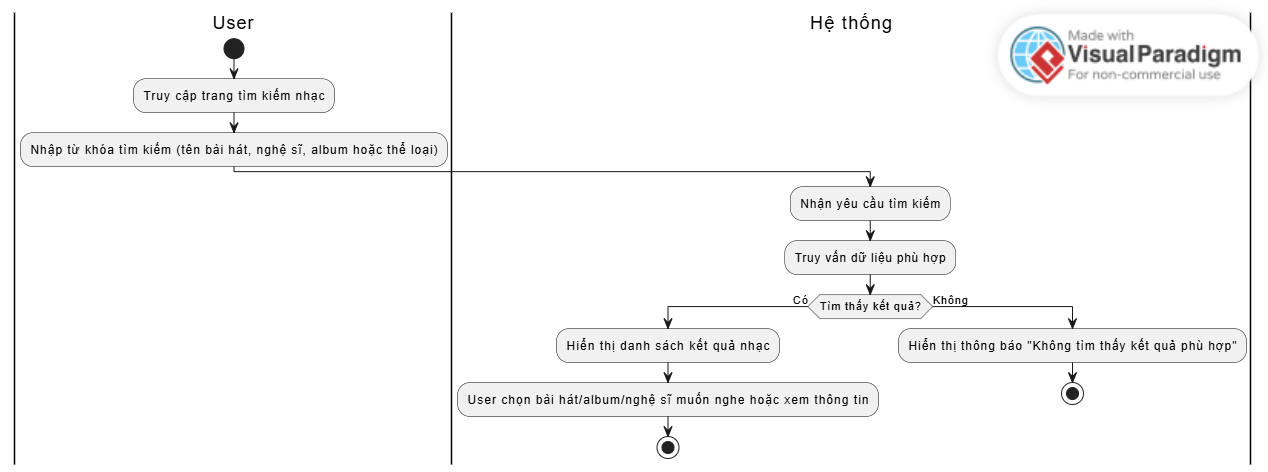 User
Hệ thống
Made with
Visual Paradigm
For non-commercial use
Truy cập trang tìm kiếm nhạc
Nhập từ khóa tìm kiếm (tên bài hát, nghệ sĩ, album hoặc thể loại)
Nhận yêu cầu tìm kiếm
Truy vấn dữ liệu phù hợp
Có
Tìm thấy kết quả?
Không
Hiển thị danh sách kết quả nhạc
Hiển thị thông báo "Không tìm thấy kết quả phù hợp"
User chọn bài hát/album/nghệ sĩ muốn nghe hoặc xem thông tin